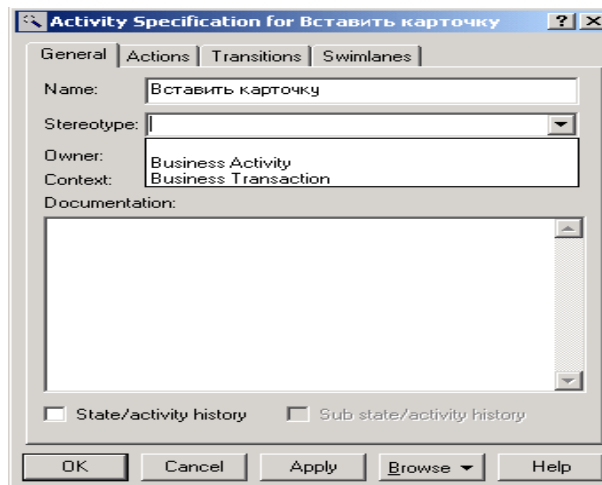 Activity Specification for Вставить карточку
General Actions Transitions Swimlanes
Name: Вставить карточку
Stereotype:
Owner: Business Activity
Context: Business Transaction
Documentation:
State/activity history Sub state/activity history
OK Cancel Apply Browse Help